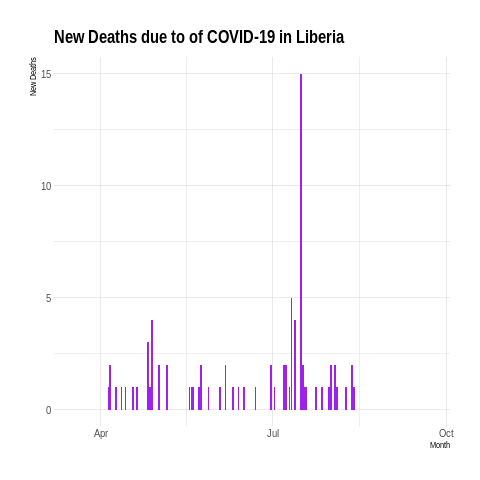 New Deaths due to of COVID-19 in Liberia
New Deaths
15
10
5
0
Apr Jul Oct
Month